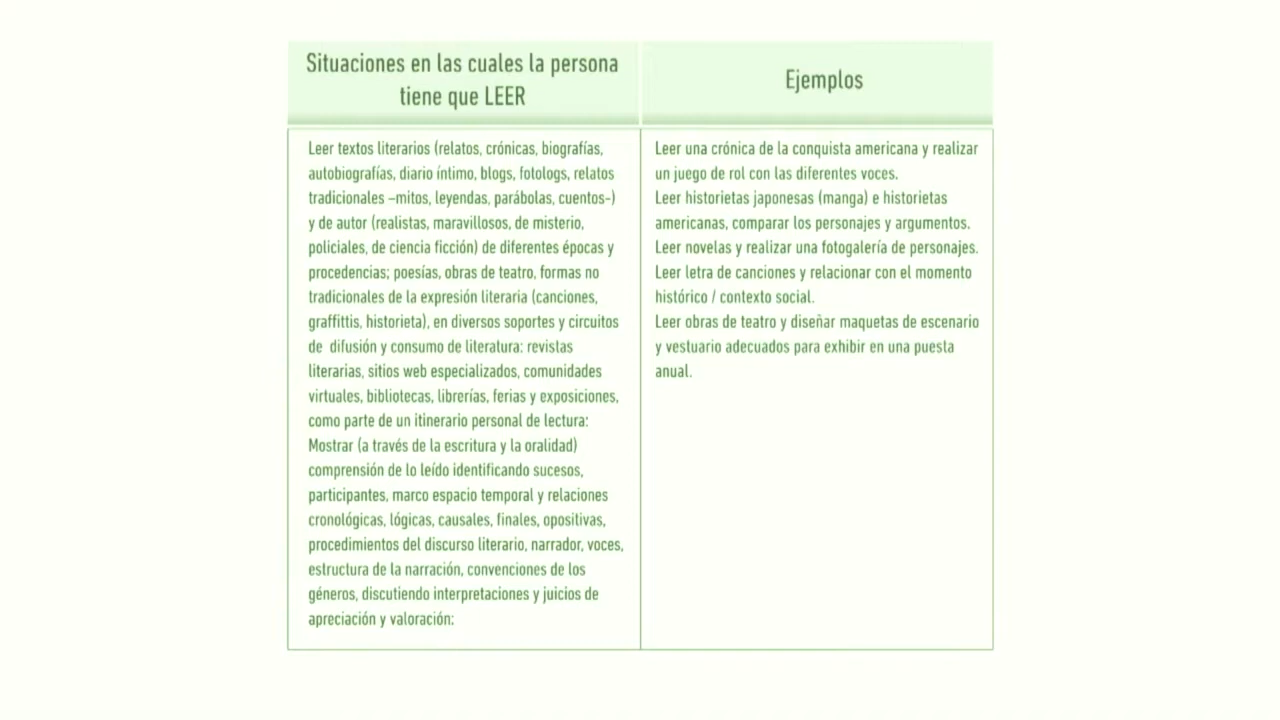 Situaciones en las cuales la persona
tiene que LEER
Ejemplos
Leer textos literarios (relatos, crónicas, biografías,
autobiografías, diario íntimo, blogs, fotologs, relatos
tradicionales –mitos, leyendas, parábolas, cuentos-)
y de autor (realistas, maravillosos, de misterio,
policiales, de ciencia ficción) de diferentes épocas y
procedencias; poesías, obras de teatro, formas no
tradicionales de la expresión literaria (canciones,
graffittis, historieta), en diversos soportes y circuitos
de difusión y consumo de literatura: revistas
literarias, sitios web especializados, comunidades
virtuales, bibliotecas, librerías, ferias y exposiciones,
como parte de un itinerario personal de lectura:
Mostrar (a través de la escritura y la oralidad)
comprensión de lo leído identificando sucesos,
participantes, marco espacio temporal y relaciones
cronológicas, lógicas, causales, finales, opositivas,
procedimientos del discurso literario, narrador, voces,
estructura de la narración, convenciones de los
géneros, discutiendo interpretaciones y juicios de
apreciación y valoración;
Leer una crónica de la conquista americana y realizar
un juego de rol con las diferentes voces.
Leer historietas japonesas (manga) e historietas
americanas, comparar los personajes y argumentos.
Leer novelas y realizar una fotogalería de personajes.
Leer letra de canciones y relacionar con el momento
histórico / contexto social.
Leer obras de teatro y diseñar maquetas de escenario
y vestuario adecuados para exhibir en una puesta
anual.